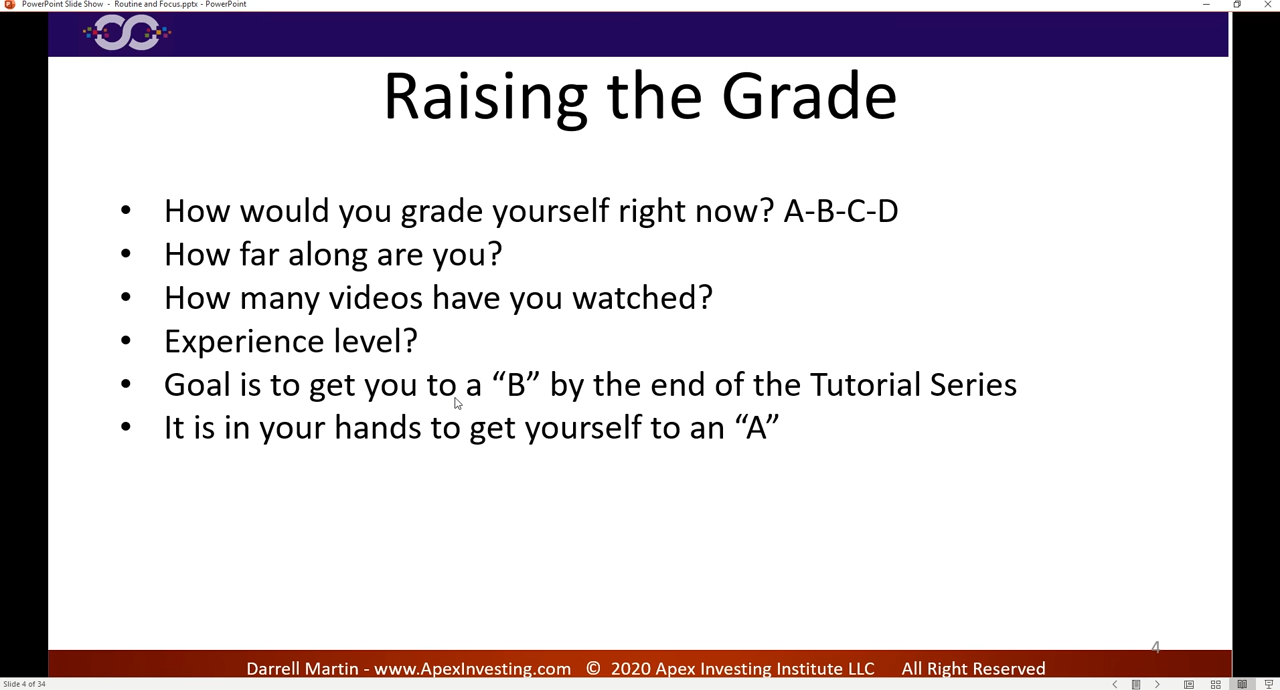 PowerPoint Slide Show - Routine and Focus.pptx - PowerPoint
Raising the Grade
• How would you grade yourself right now? A-B-C-D
• How far along are you?
• How many videos have you watched?
• Experience level?
• Goal is to get you to a “B” by the end of the Tutorial Series
• It is in your hands to get yourself to an “A”
4
Darrell Martin - www.ApexInvesting.com © 2020 Apex Investing Institute LLC All Right Reserved
Slide 4 of 34